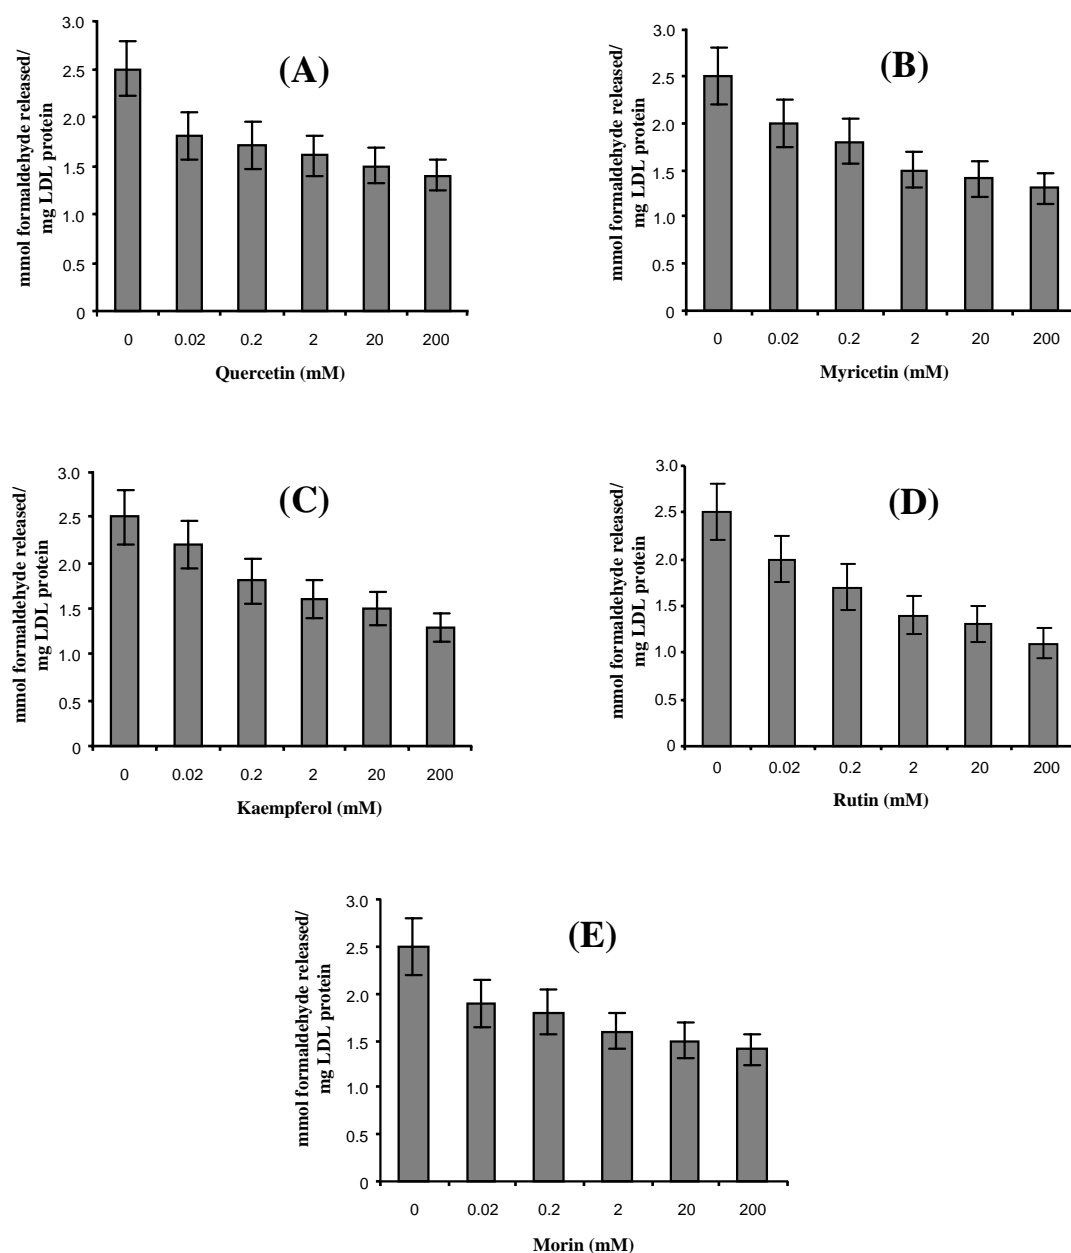 (A)
mmol formaldehyde released/
mg LDL protein
3.0
2.5
2.0
1.5
1.0
0.5
0
0 0.02 0.2 2 20 200
Quercetin (mM)
(B)
mmol formaldehyde released/
mg LDL protein
3.0
2.5
2.0
1.5
1.0
0.5
0
0 0.02 0.2 2 20 200
Myricetin (mM)
(C)
mmol formaldehyde released/
mg LDL protein
3.0
2.5
2.0
1.5
1.0
0.5
0
0 0.02 0.2 2 20 200
Kaempferol (mM)
(D)
mmol formaldehyde released/
mg LDL protein
3.0
2.5
2.0
1.5
1.0
0.5
0
0 0.02 0.2 2 20 200
Rutin (mM)
(E)
mmol formaldehyde released/
mg LDL protein
3.0
2.5
2.0
1.5
1.0
0.5
0
0 0.02 0.2 2 20 200
Morin (mM)